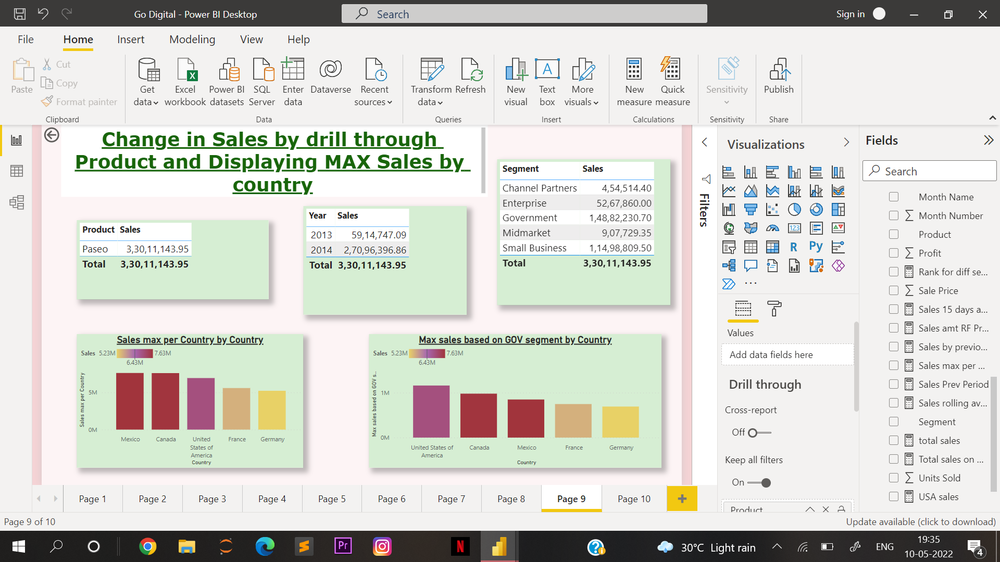 Go Digital - Power BI Desktop
Search
Sign in
File
Home
Insert
Modeling
View
Help
Paste
Cut
Copy
Format painter
Get data
Excel workbook
Power BI datasets
SQL Server
Enter data
Dataverse
Recent sources
Transform data
Refresh
New visual
Text box
More visuals
New measure
Quick measure
Sensitivity
Publish
Clipboard
Data
Queries
Insert
Calculations
Sensitivity
Share
Change in Sales by drill through
Product and Displaying MAX Sales by
country
Product Sales
Paseo 3,30,11,143.95
Total 3,30,11,143.95
Year Sales
2013 59,14,747.09
2014 2,70,96,396.86
Total 3,30,11,143.95
Segment Sales
Channel Partners 4,54,514.40
Enterprise 52,67,860.00
Government 1,48,82,230.70
Midmarket 9,07,729.35
Small Business 1,14,98,809.50
Total 3,30,11,143.95
Sales max per Country by Country
Sales 5.23M 7.63M
6.43M
Sales max per Country
5M
0M
Mexico
Canada
United States of America
France
Germany
Country
Max sales based on GOV segment by Country
Sales 5.23M 7.63M
6.43M
Max sales based on GOV s...
1M
0M
United States of America
Canada
Mexico
France
Germany
Country
Filters
Visualizations
123
R
Py
Values
Add data fields here
Drill through
Cross-report
Off
Keep all filters
On
Product
Fields
Search
Month Name
Month Number
Product
Profit
Rank for diff se...
Sale Price
Sales 15 days a...
Sales amt RF Pr...
Sales by previo...
Sales max per ...
Sales Prev Period
Sales rolling av...
Segment
total sales
Total sales on ...
Units Sold
USA sales
Page 1
Page 2
Page 3
Page 4
Page 5
Page 6
Page 7
Page 8
Page 9
Page 10
Page 9 of 10
Update available (click to download)
Pr
N
30°C Light rain
ENG
19:35
10-05-2022
4